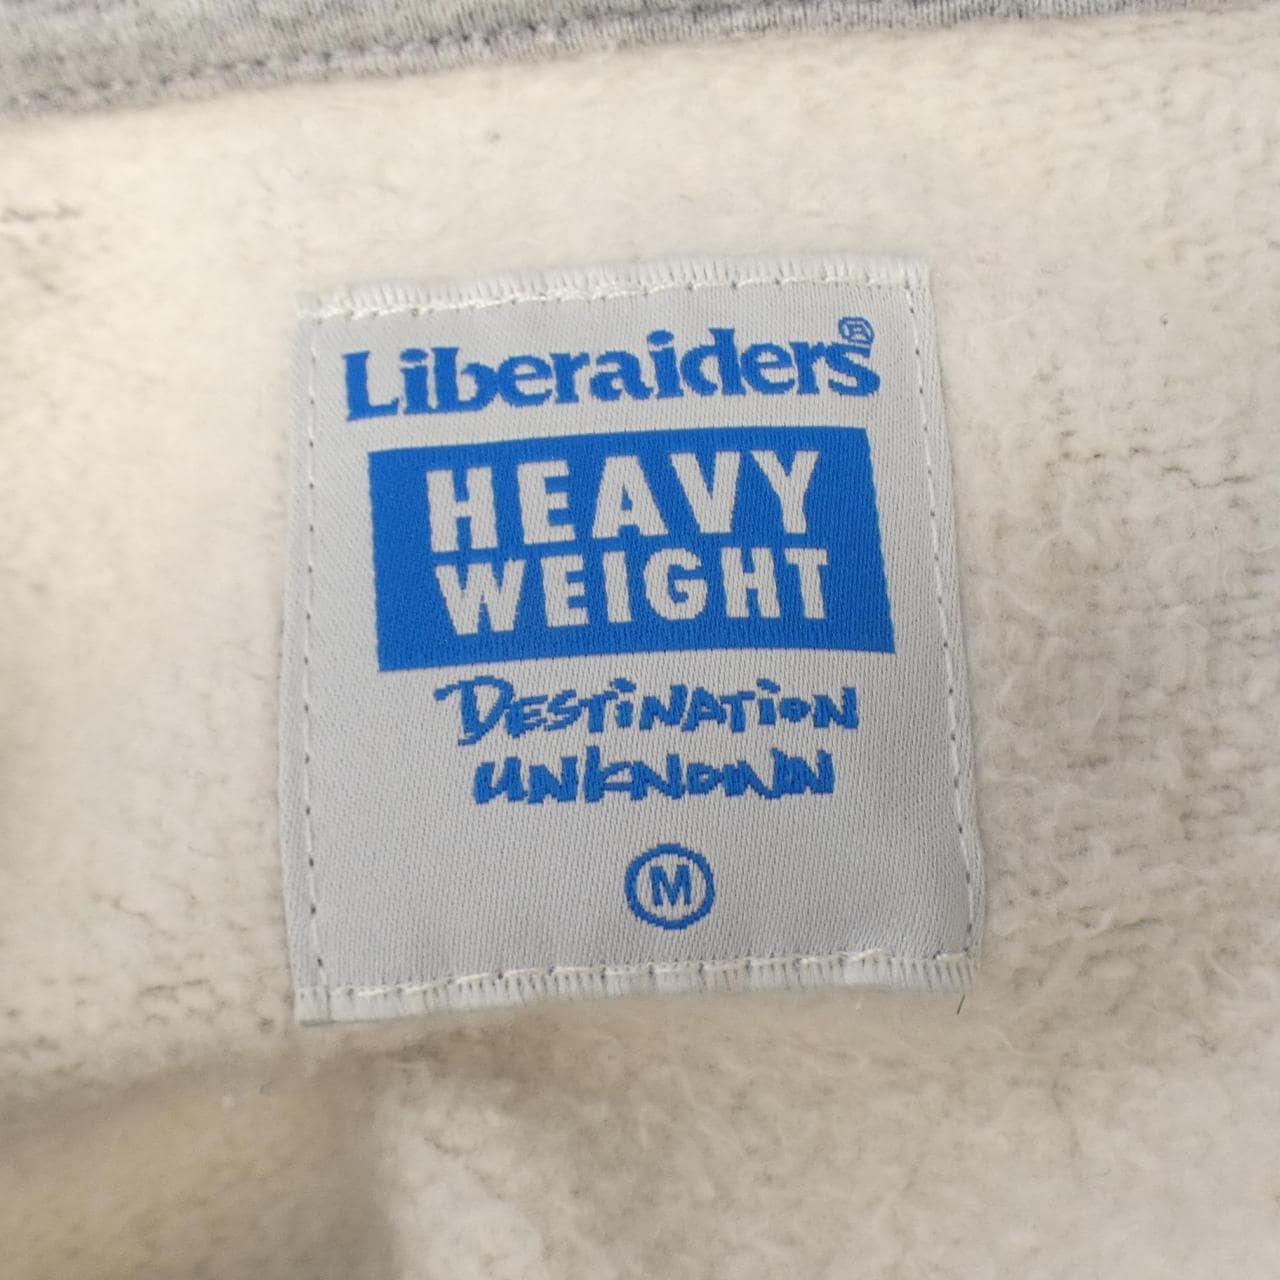 Liberaiders®
HEAVY
WEIGHT
DESTiNATiON
UNKNOWN
M